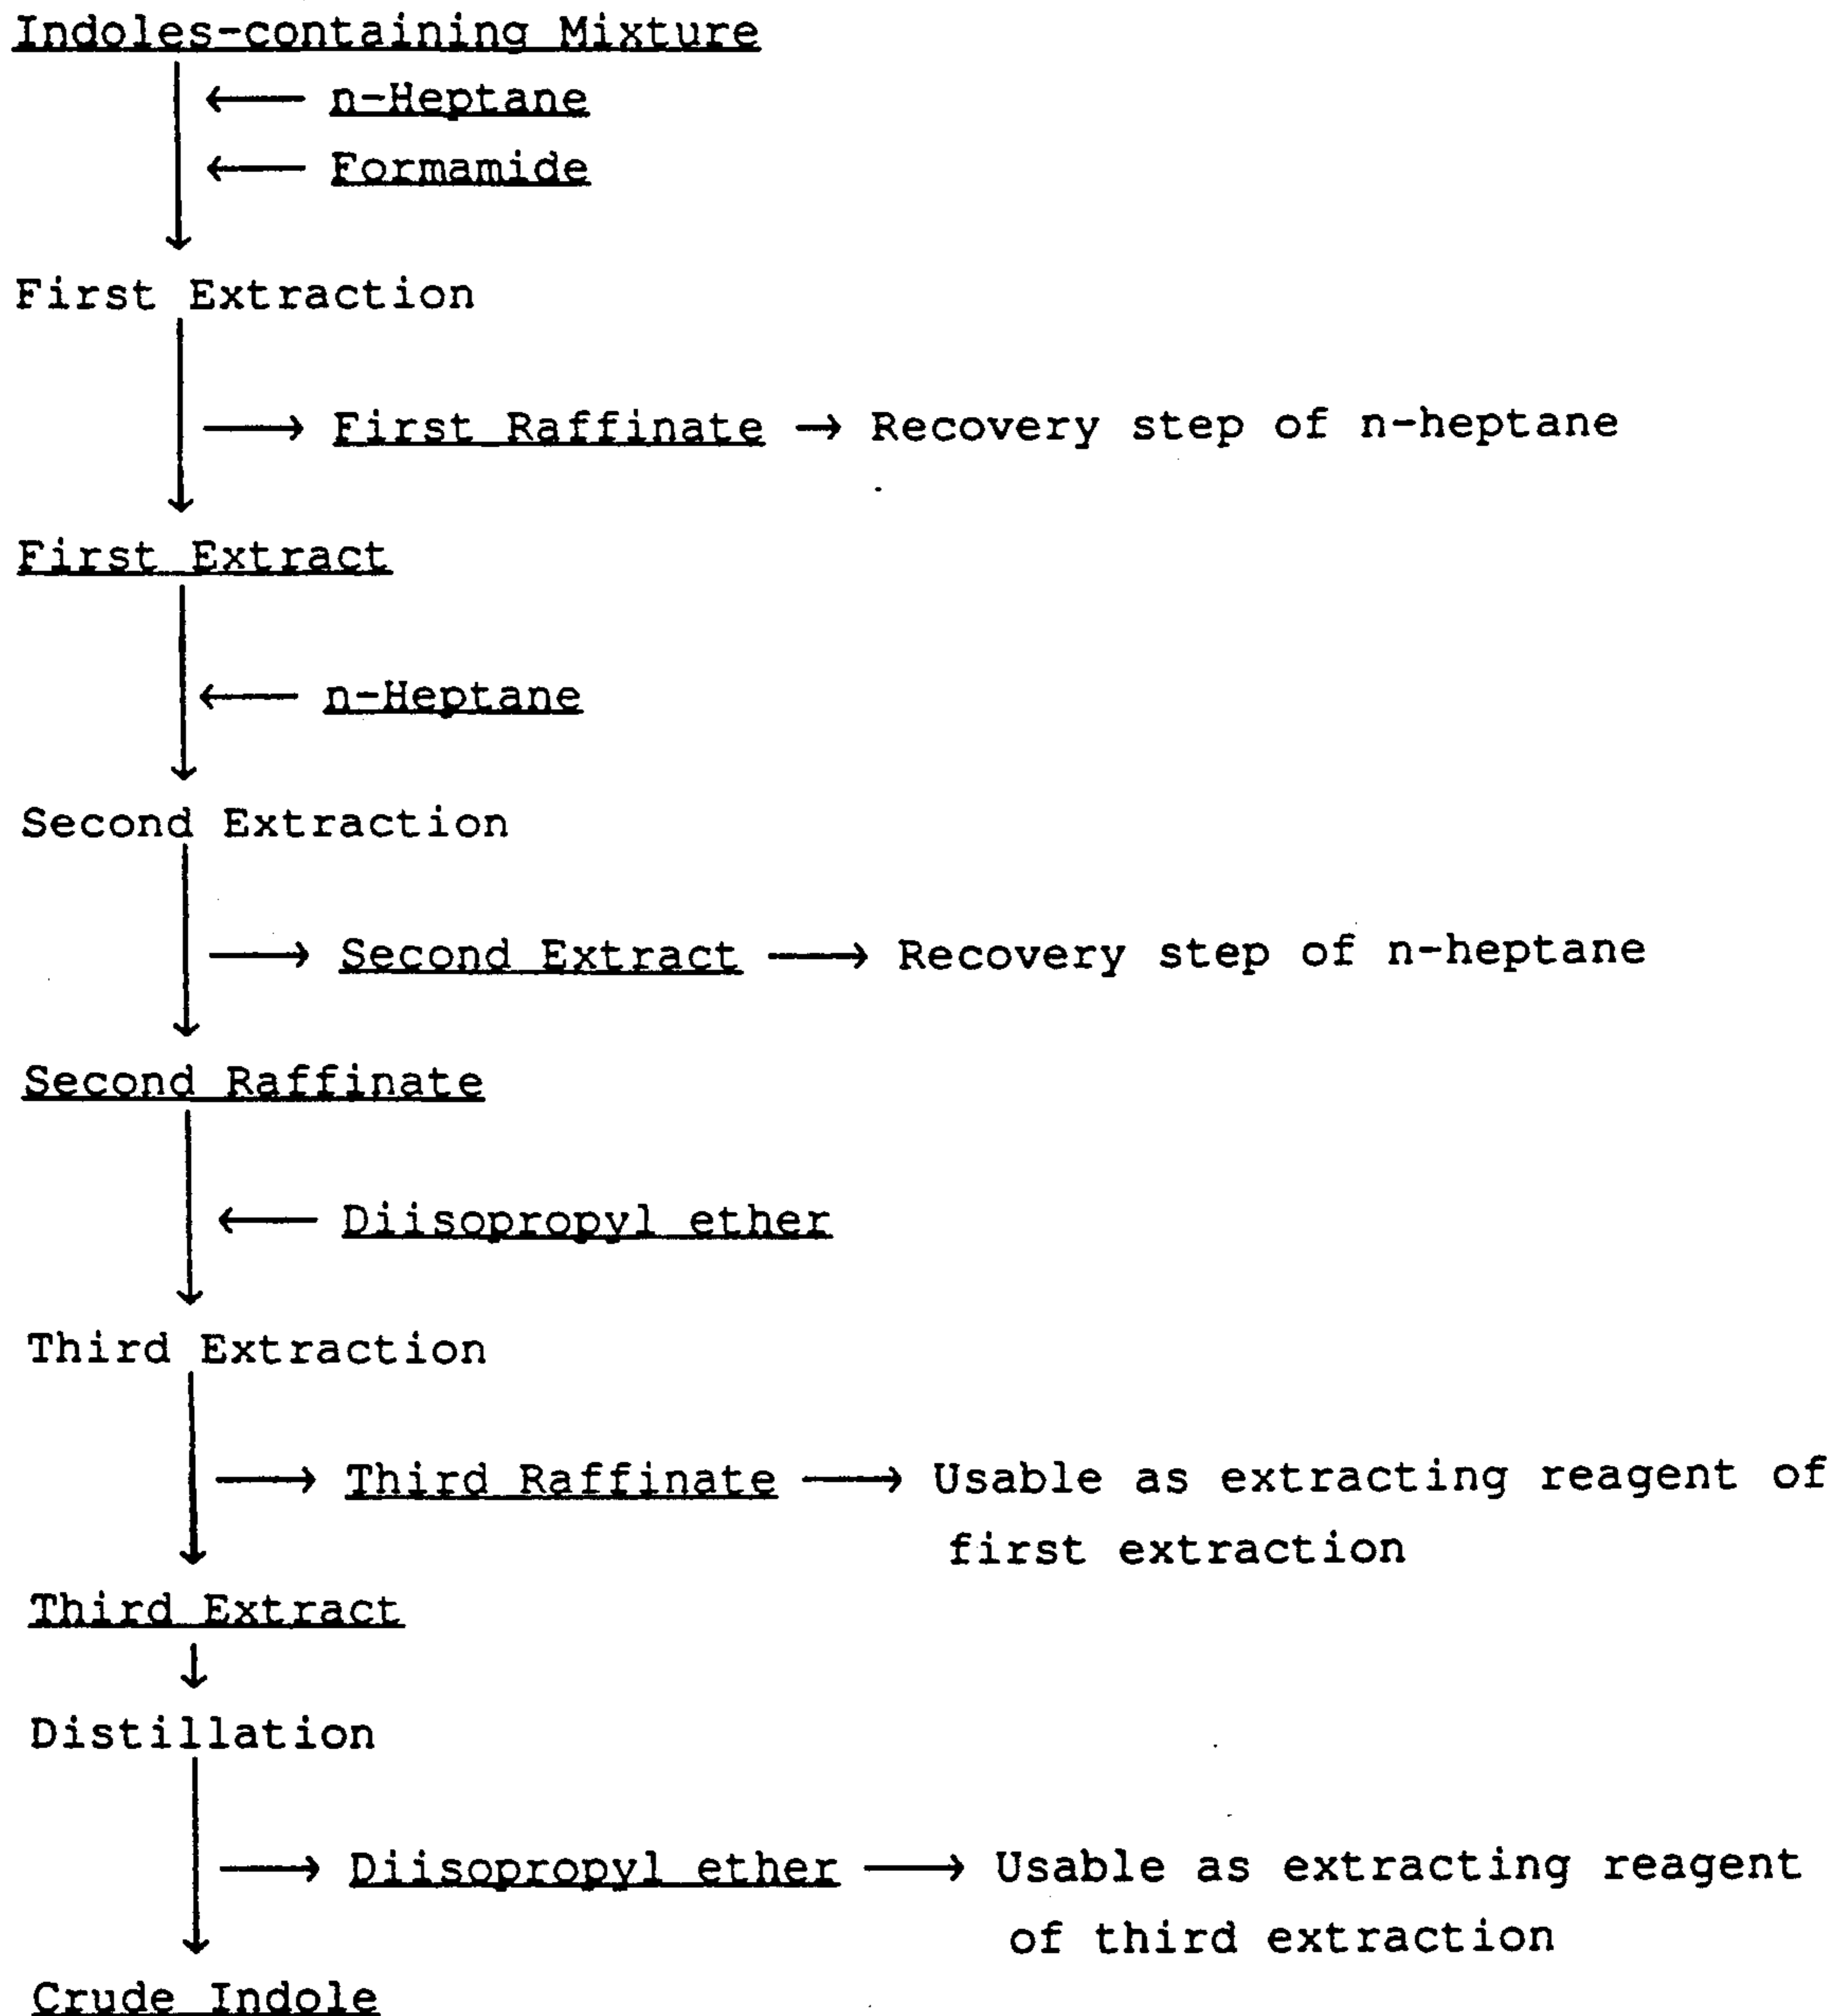 Indoles-containing Mixture
← n-Heptane
← Formamide
First Extraction
→ First Raffinate → Recovery step of n-heptane
First Extract
← n-Heptane
Second Extraction
→ Second Extract → Recovery step of n-heptane
Second Raffinate
← Diisopropyl ether
Third Extraction
→ Third Raffinate → Usable as extracting reagent of
first extraction
Third Extract
Distillation
→ Diisopropyl ether → Usable as extracting reagent
of third extraction
Crude Indole